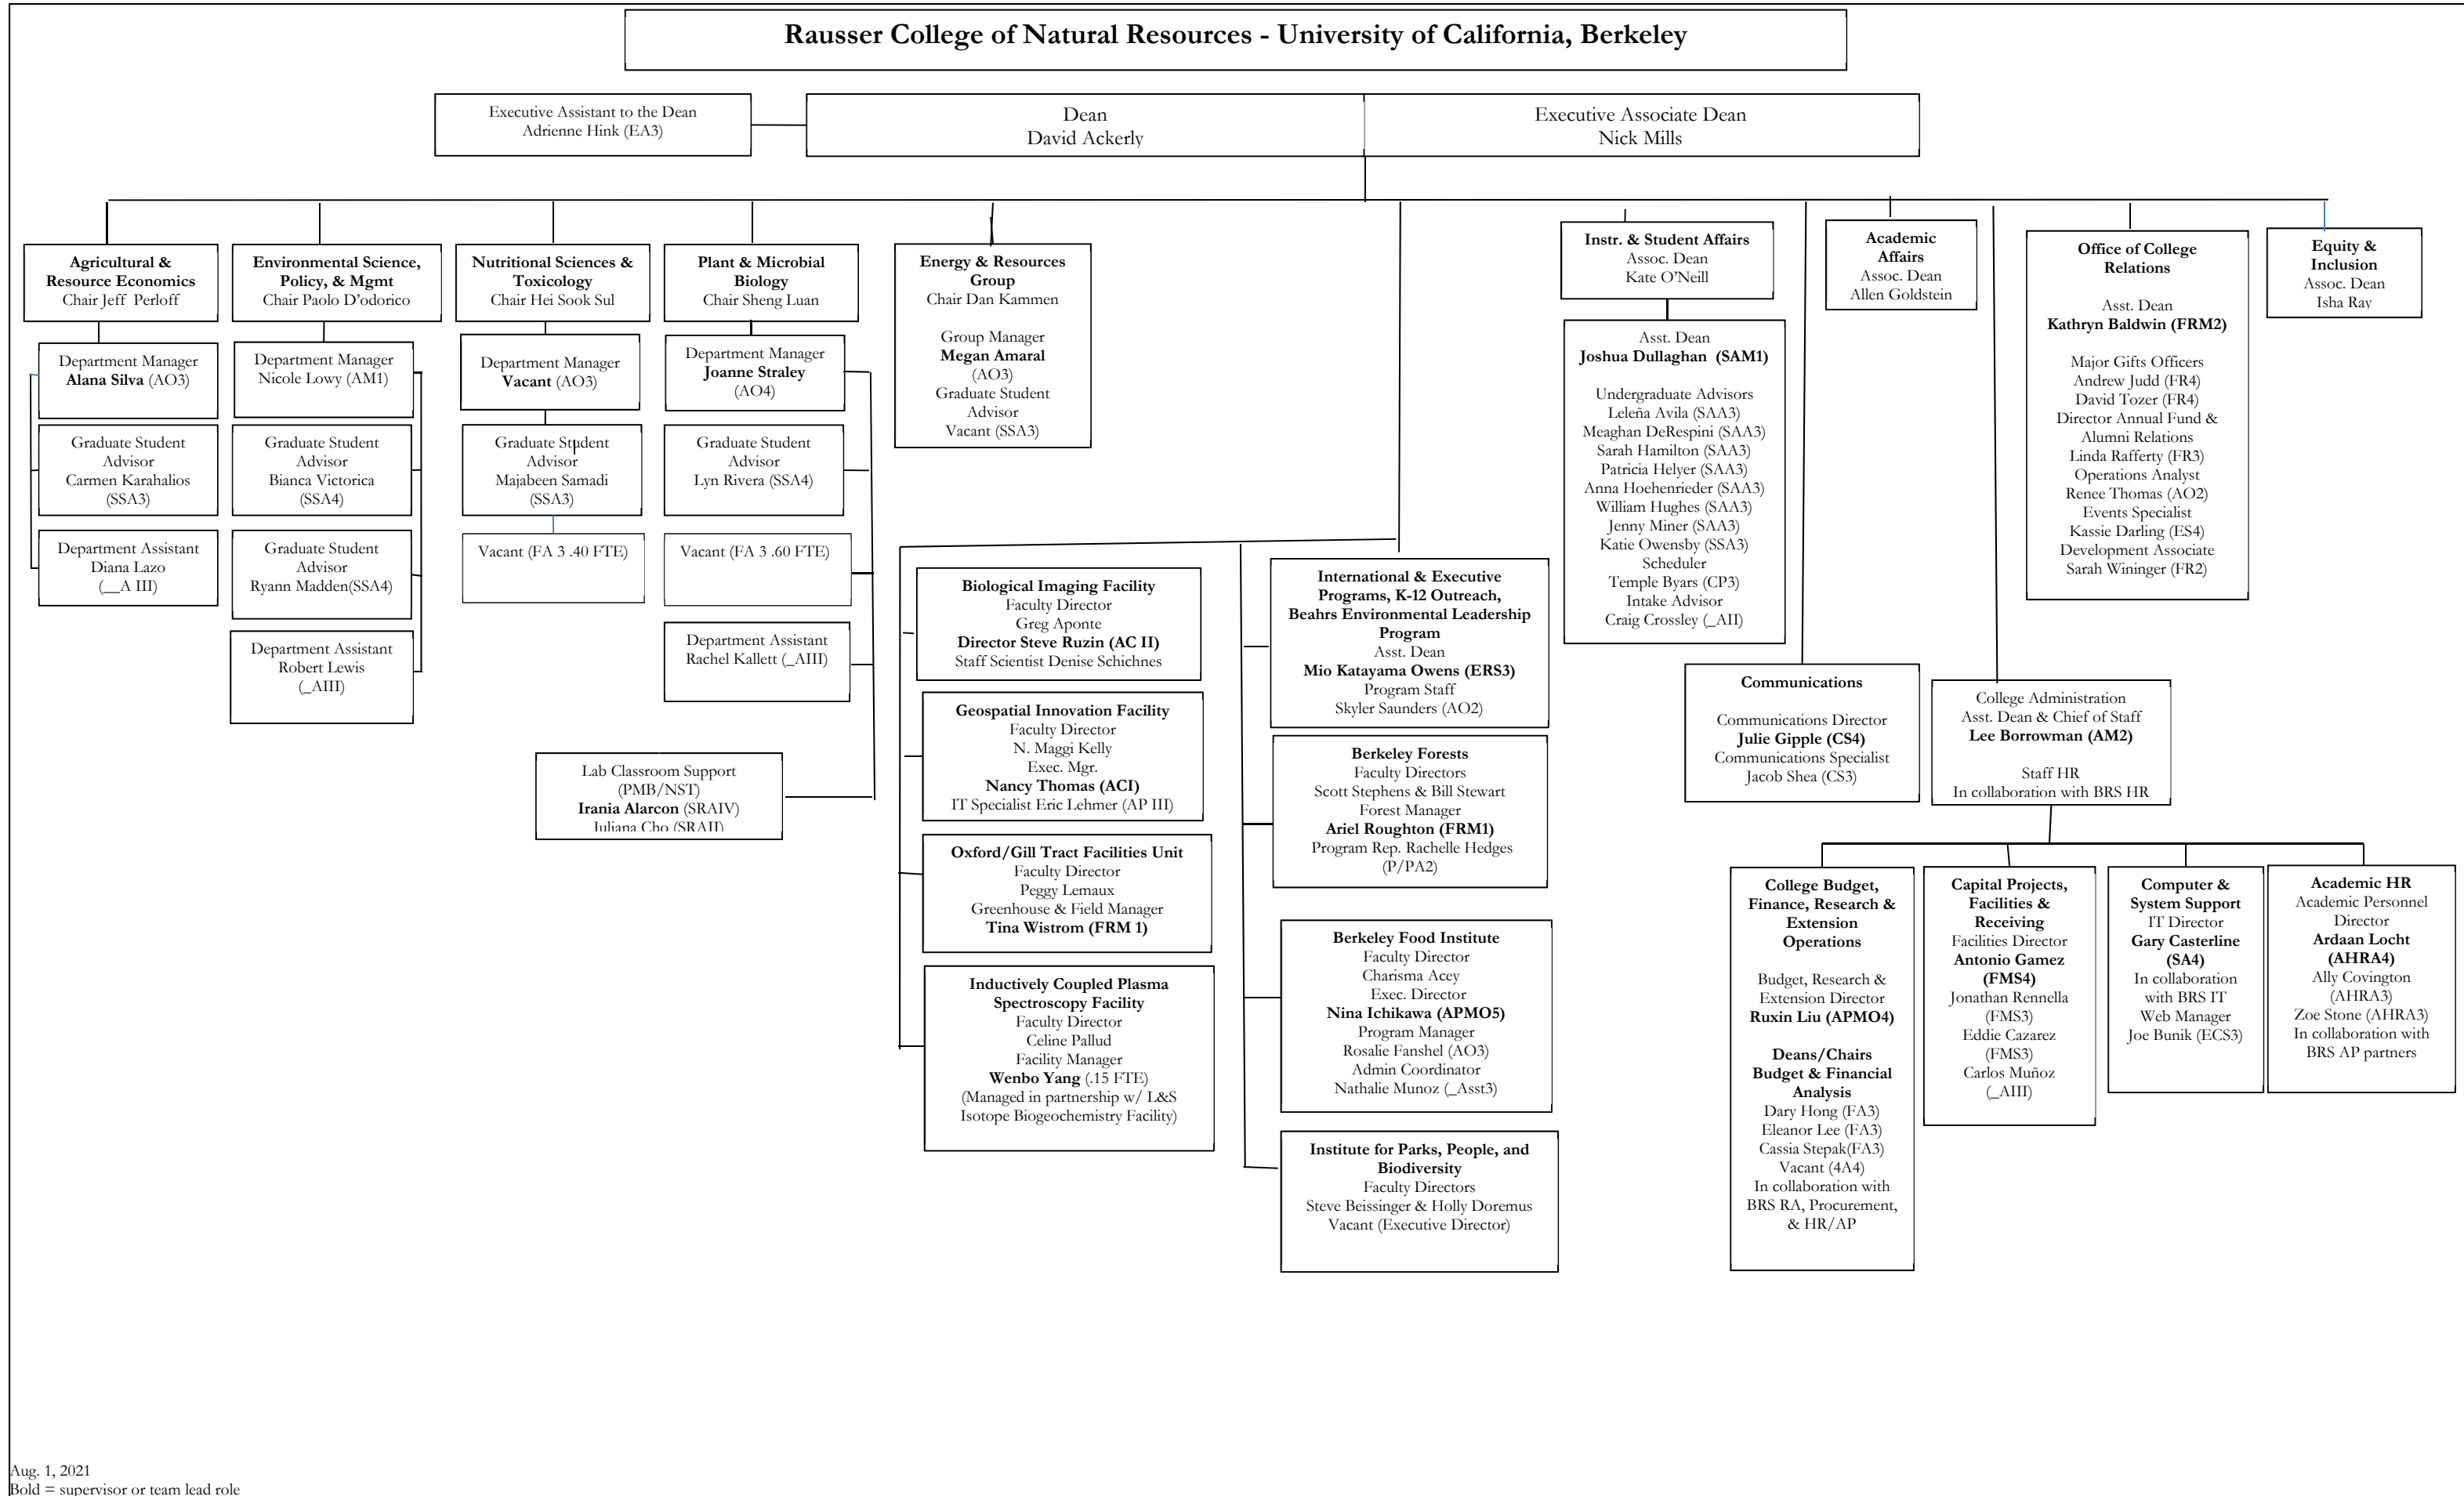 Rausser College of Natural Resources - University of California, Berkeley
Executive Assistant to the Dean
Adrienne Hink (EA3)
Dean
David Ackerly
Executive Associate Dean
Nick Mills
Agricultural &
Resource Economics
Chair Jeff Perloff
Department Manager
Alana Silva (AO3)
Graduate Student
Advisor
Carmen Karahalios
(SSA3)
Department Assistant
Diana Lazo
(__A III)
Environmental Science,
Policy, & Mgmt
Chair Paolo D’odorico
Department Manager
Nicole Lowy (AM1)
Graduate Student
Advisor
Bianca Victorica
(SSA4)
Graduate Student
Advisor
Ryann Madden(SSA4)
Department Assistant
Robert Lewis
(_AIII)
Nutritional Sciences &
Toxicology
Chair Hei Sook Sul
Department Manager
Vacant (AO3)
Graduate Student
Advisor
Majabeen Samadi
(SSA3)
Vacant (FA 3 .40 FTE)
Plant & Microbial
Biology
Chair Sheng Luan
Department Manager
Joanne Straley
(AO4)
Graduate Student
Advisor
Lyn Rivera (SSA4)
Vacant (FA 3 .60 FTE)
Department Assistant
Rachel Kallett (_AIII)
Lab Classroom Support
(PMB/NST)
Irania Alarcon (SRAIV)
Juliana Cho (SRAII)
Energy & Resources
Group
Chair Dan Kammen
Group Manager
Megan Amaral
(AO3)
Graduate Student
Advisor
Vacant (SSA3)
Biological Imaging Facility
Faculty Director
Greg Aponte
Director Steve Ruzin (AC II)
Staff Scientist Denise Schichnes
Geospatial Innovation Facility
Faculty Director
N. Maggi Kelly
Exec. Mgr.
Nancy Thomas (ACI)
IT Specialist Eric Lehmer (AP III)
Oxford/Gill Tract Facilities Unit
Faculty Director
Peggy Lemaux
Greenhouse & Field Manager
Tina Wistrom (FRM 1)
Inductively Coupled Plasma
Spectroscopy Facility
Faculty Director
Celine Pallud
Facility Manager
Wenbo Yang (.15 FTE)
(Managed in partnership w/ L&S
Isotope Biogeochemistry Facility)
International & Executive
Programs, K-12 Outreach,
Beahrs Environmental Leadership
Program
Asst. Dean
Mio Katayama Owens (ERS3)
Program Staff
Skyler Saunders (AO2)
Berkeley Forests
Faculty Directors
Scott Stephens & Bill Stewart
Forest Manager
Ariel Roughton (FRM1)
Program Rep. Rachelle Hedges
(P/PA2)
Berkeley Food Institute
Faculty Director
Charisma Acey
Exec. Director
Nina Ichikawa (APMO5)
Program Manager
Rosalie Fanshel (AO3)
Admin Coordinator
Nathalie Munoz (_Asst3)
Institute for Parks, People, and
Biodiversity
Faculty Directors
Steve Beissinger & Holly Doremus
Vacant (Executive Director)
Instr. & Student Affairs
Assoc. Dean
Kate O’Neill
Asst. Dean
Joshua Dullaghan (SAM1)
Undergraduate Advisors
Leleña Avila (SAA3)
Meaghan DeRespini (SAA3)
Sarah Hamilton (SAA3)
Patricia Helyer (SAA3)
Anna Hoehenrieder (SAA3)
William Hughes (SAA3)
Jenny Miner (SAA3)
Katie Owensby (SSA3)
Scheduler
Temple Byars (CP3)
Intake Advisor
Craig Crossley (_AII)
Academic
Affairs
Assoc. Dean
Allen Goldstein
Office of College
Relations
Asst. Dean
Kathryn Baldwin (FRM2)
Major Gifts Officers
Andrew Judd (FR4)
David Tozer (FR4)
Director Annual Fund &
Alumni Relations
Linda Rafferty (FR3)
Operations Analyst
Renee Thomas (AO2)
Events Specialist
Kassie Darling (ES4)
Development Associate
Sarah Wininger (FR2)
Equity &
Inclusion
Assoc. Dean
Isha Ray
Communications
Communications Director
Julie Gipple (CS4)
Communications Specialist
Jacob Shea (CS3)
College Administration
Asst. Dean & Chief of Staff
Lee Borrowman (AM2)
Staff HR
In collaboration with BRS HR
College Budget,
Finance, Research &
Extension
Operations
Budget, Research &
Extension Director
Ruxin Liu (APMO4)
Deans/Chairs
Budget & Financial
Analysis
Dary Hong (FA3)
Eleanor Lee (FA3)
Cassia Stepak(FA3)
Vacant (4A4)
In collaboration with
BRS RA, Procurement,
& HR/AP
Capital Projects,
Facilities &
Receiving
Facilities Director
Antonio Gamez
(FMS4)
Jonathan Rennella
(FMS3)
Eddie Cazarez
(FMS3)
Carlos Muñoz
(_AIII)
Computer &
System Support
IT Director
Gary Casterline
(SA4)
In collaboration
with BRS IT
Web Manager
Joe Bunik (ECS3)
Academic HR
Academic Personnel
Director
Ardaan Locht
(AHRA4)
Ally Covington
(AHRA3)
Zoe Stone (AHRA3)
In collaboration with
BRS AP partners
Aug. 1, 2021
Bold = supervisor or team lead role